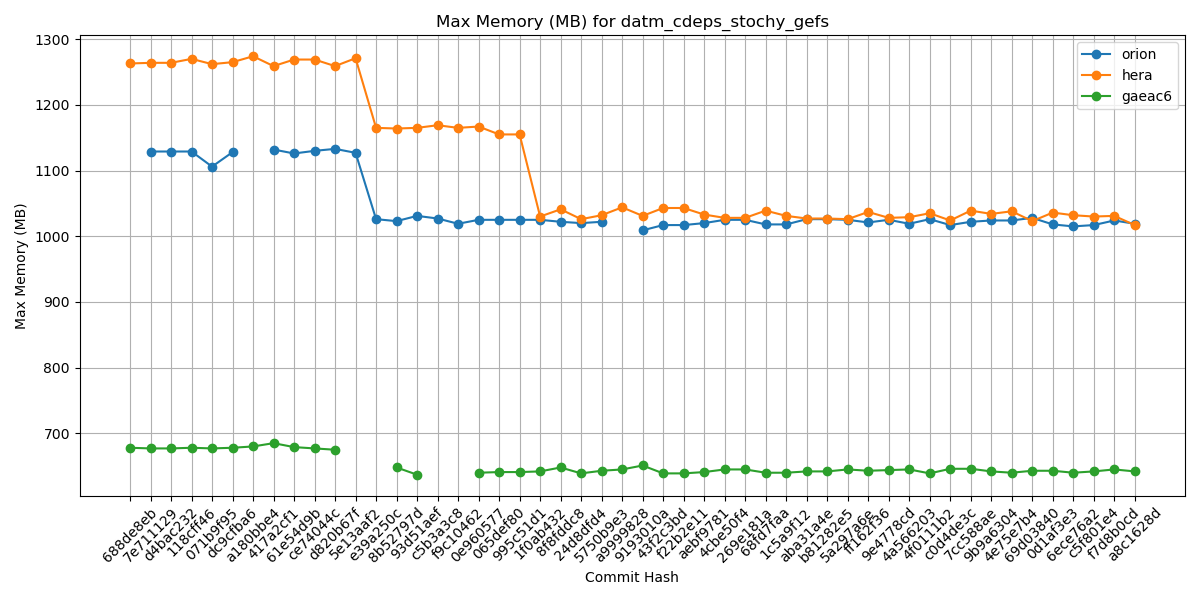 Max Memory (MB) for datm_cdeps_stochy_gefs
Max Memory (MB)
1300
1200
1100
1000
900
800
700
orion
hera
gaeac6
688de8eb
7e711129
d4bac232
118cff46
071b9f95
dc9cfba6
a180bbe4
417a2cf1
61e54d9b
ce74044c
d820b67f
5e13aaf2
e39a250c
8b52797d
93d51aef
c5b3a3c8
f9c10462
0e960577
065def80
995c51d1
1f0ab432
8f8fddc8
24d8dfd4
5750b9e3
a9999828
9193010a
43f2c3bd
f22b2e11
aebf9781
4cbe50f4
269e181a
68fd7faa
1c5a9f12
aba31a4e
b81282e5
5a2978a6e
ff162f36
9e4778cd
4a566203
4f0111b2
c0d4de3c
7cc588ae
9b9a6304
4e75e7b4
69d03840
0d1af3e3
6ece76a2
c5f801e4
f7d8b0cd
a8c1628d
Commit Hash